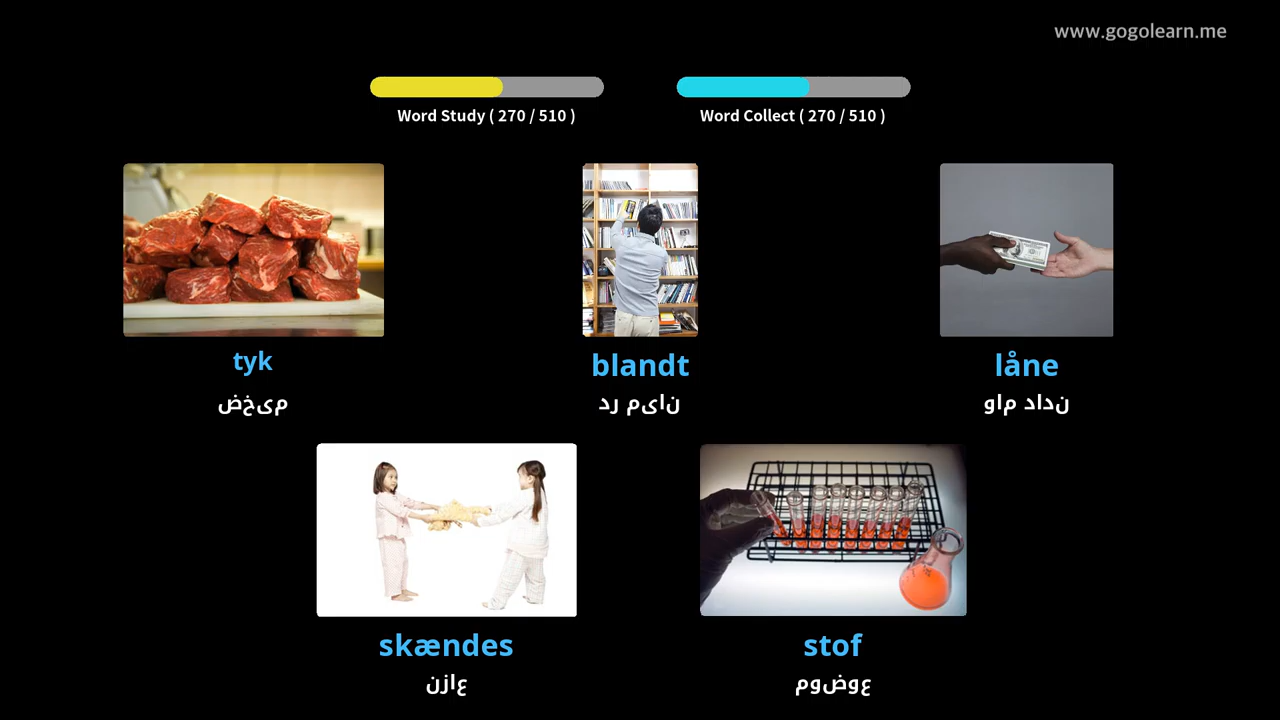 www.gogolearn.me
Word Study ( 270 / 510 )
Word Collect ( 270 / 510 )
tyk
ضخیم
blandt
در میان
låne
وام دادن
skændes
نزاع
stof
موضوع